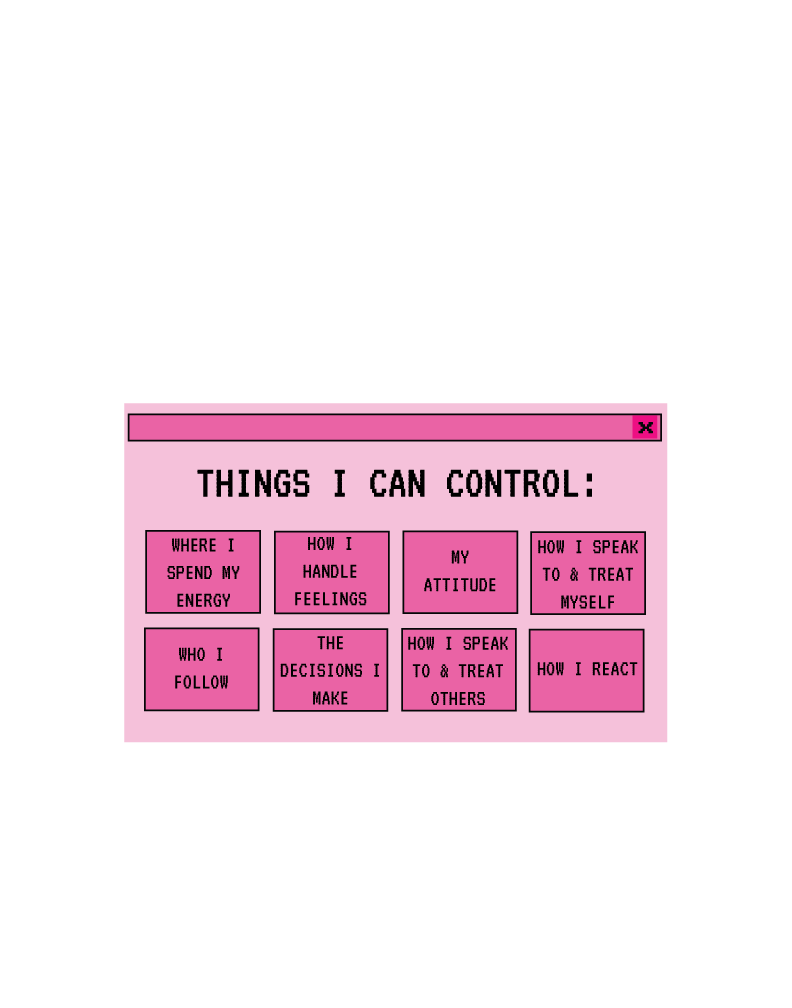 X
THINGS I CAN CONTROL:
WHERE I
SPEND MY
ENERGY
HOW I
HANDLE
FEELINGS
MY
ATTITUDE
HOW I SPEAK
TO & TREAT
MYSELF
WHO I
FOLLOW
THE
DECISIONS I
MAKE
HOW I SPEAK
TO & TREAT
OTHERS
HOW I REACT